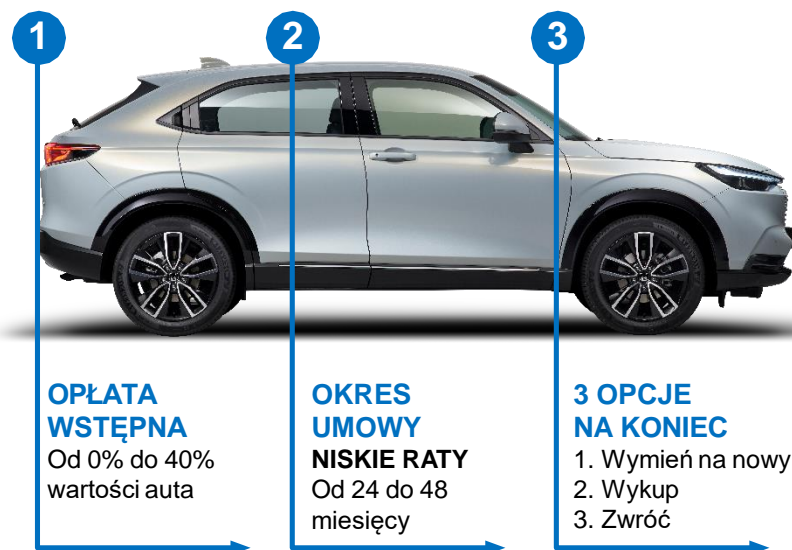 1
2
3
OPŁATA
WSTĘPNA
Od 0% do 40%
wartości auta
OKRES
UMOWY
NISKIE RATY
Od 24 do 48
miesięcy
3 OPCJE
NA KONIEC
1. Wymień na nowy
2. Wykup
3. Zwróć